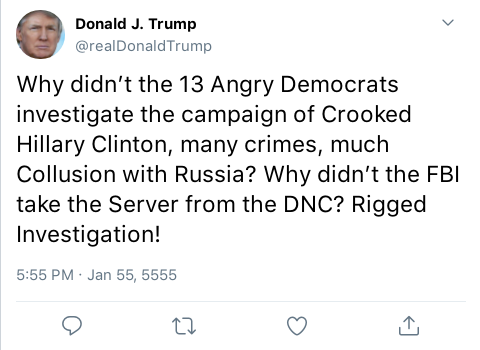 Donald J. Trump
@realDonaldTrump
Why didn't the 13 Angry Democrats
investigate the campaign of Crooked
Hillary Clinton, many crimes, much
Collusion with Russia? Why didn't the FBI
take the Server from the DNC? Rigged
Investigation!
5:55 PM · Jan 55, 5555